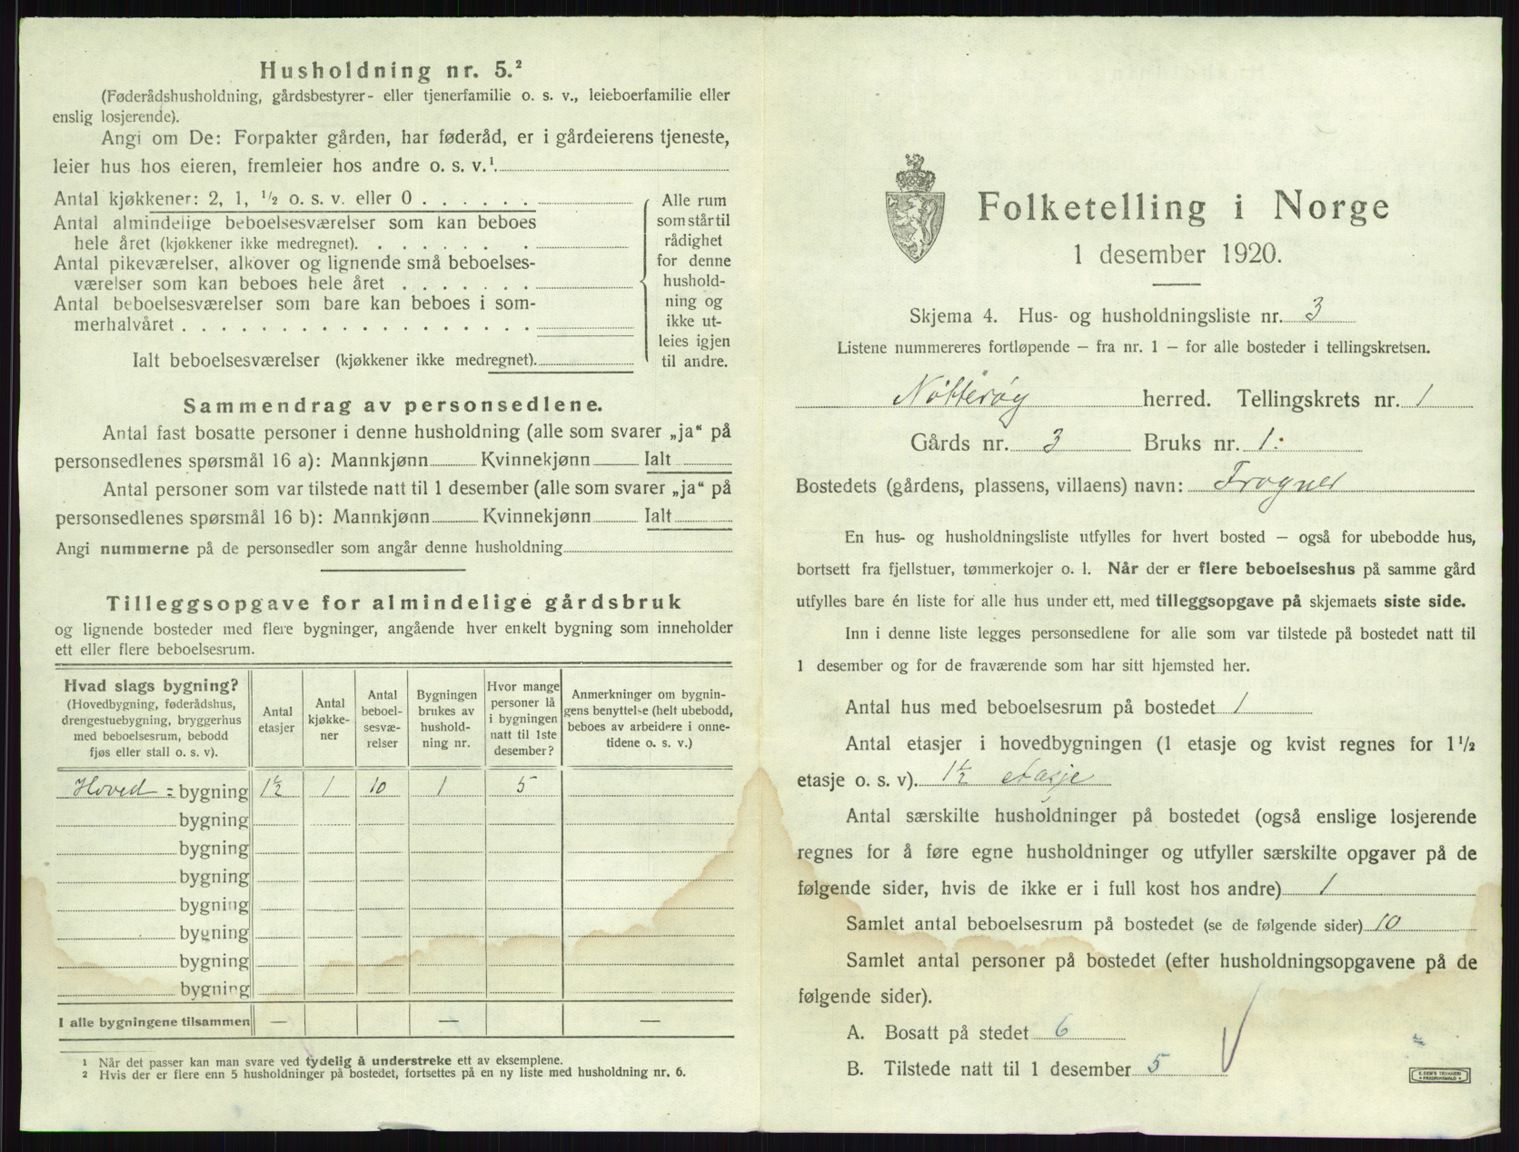 Husholdning nr. 5.²
(Føderådshusholdning, gårdsbestyrer- eller tjenerfamilie o. s. v., leieboerfamilie eller
enslig losjerende).
Angi om De: Forpakter gården, har føderåd, er i gårdeierens tjeneste,
leier hus hos eieren, fremleier hos andre o. s. v.¹.
Antal kjøkkener: 2, 1, ½ o. s. v. eller 0 . . . . . .
Antal almindelige beboelsesværelser som kan beboes
hele året (kjøkkener ikke medregnet). . . . . . . .
Antal pikeværelser, alkover og lignende små beboelses-
værelser som kan beboes hele året . . . . . . .
Antal beboelsesværelser som bare kan beboes i som-
merhalvåret . . . . . . . . . . . . . . . . . .
Ialt beboelsesværelser (kjøkkener ikke medregnet).
Alle rum
som står til
rådighet
for denne
hushold-
ning og
ikke ut-
leies igjen
til andre.
Sammendrag av personsedlene.
Antal fast bosatte personer i denne husholdning (alle som svarer „ja“ på
personsedlenes spørsmål 16 a): Mannkjønn Kvinnekjønn Ialt
Antal personer som var tilstede natt til 1 desember (alle som svarer „ja“ på
personsedlenes spørsmål 16 b): Mannkjønn Kvinnekjønn Ialt
Angi nummerne på de personsedler som angår denne husholdning
Tilleggsopgave for almindelige gårdsbruk
og lignende bosteder med flere bygninger, angående hver enkelt bygning som inneholder
ett eller flere beboelsesrum.
Hvad slags bygning?
(Hovedbygning, føderådshus,
drengestuebygning, bryggerhus
med beboelsesrum, bebodd
fjøs eller stall o. s. v).
Antal
etasjer
Antal
kjøkke-
ner
Antal
beboel-
sesvæ-
relser
Bygningen
brukes av
hushold-
ning nr.
Hvor mange
personer lå
i bygningen
natt til 1ste
desember?
Anmerkninger om bygnin-
gens benyttelse (helt ubebodd,
beboes av arbeidere i onne-
tidene o. s. v.)
Hoved = bygning 1½ 1 10 1 5
bygning
bygning
bygning
bygning
bygning
bygning
bygning
I alle bygningene tilsammen — — —
¹ Når det passer kan man svare ved tydelig å understreke ett av eksemplene.
² Hvis der er flere enn 5 husholdninger på bostedet, fortsettes på en ny liste med husholdning nr. 6.
Folketelling i Norge
1 desember 1920.
Skjema 4. Hus- og husholdningsliste nr. 3
Listene nummereres fortløpende — fra nr. 1 — for alle bosteder i tellingskretsen.
Nøtterøy herred. Tellingskrets nr. 1
Gårds nr. 3 Bruks nr. 1.
Bostedets (gårdens, plassens, villaens) navn: Frogner
En hus- og husholdningsliste utfylles for hvert bosted — også for ubebodde hus,
bortsett fra fjellstuer, tømmerkojer o. l. Når der er flere beboelseshus på samme gård
utfylles bare én liste for alle hus under ett, med tilleggsopgave på skjemaets siste side.
Inn i denne liste legges personsedlene for alle som var tilstede på bostedet natt til
1 desember og for de fraværende som har sitt hjemsted her.
Antal hus med beboelsesrum på bostedet 1
Antal etasjer i hovedbygningen (1 etasje og kvist regnes for 1½
etasje o. s. v). 1½ etasje
Antal særskilte husholdninger på bostedet (også enslige losjerende
regnes for å føre egne husholdninger og utfyller særskilte opgaver på de
følgende sider, hvis de ikke er i full kost hos andre) 1
Samlet antal beboelsesrum på bostedet (se de følgende sider) 10
Samlet antal personer på bostedet (efter husholdningsopgavene på de
følgende sider).
A. Bosatt på stedet 6
B. Tilstede natt til 1 desember 5